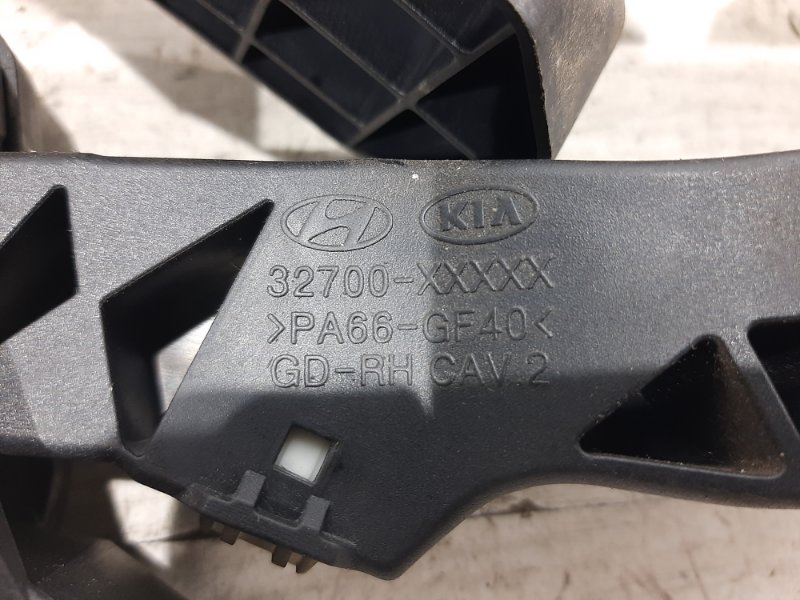 KIA
32700-XXXXX
>PA66-GF40<
GD-RH CAV.2